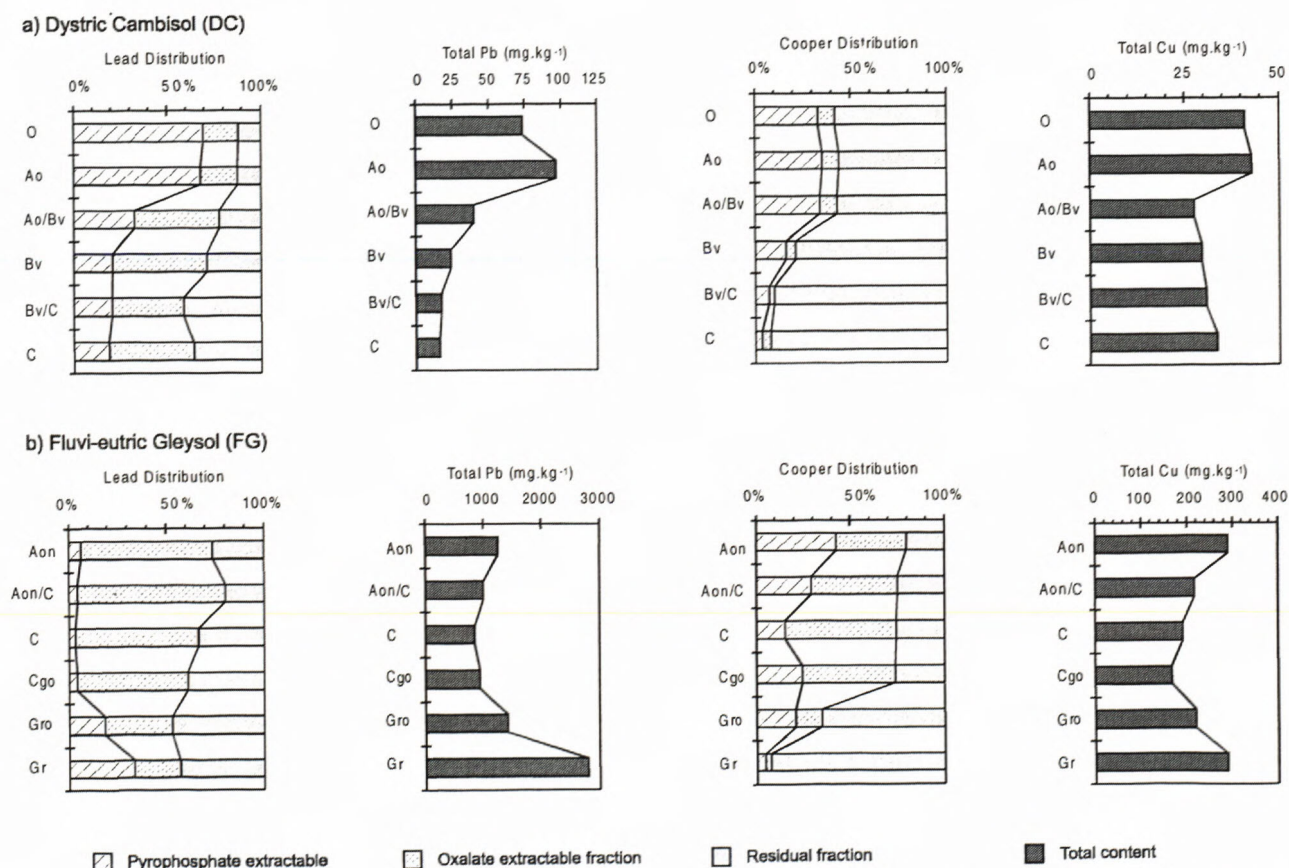 a) Dystric Cambisol (DC)
Lead Distribution
0% 50% 100%
O
Ao
Ao/Bv
Bv
Bv/C
C
Total Pb (mg.kg-1)
0 25 50 75 100 125
O
Ao
Ao/Bv
Bv
Bv/C
C
Cooper Distribution
0% 50% 100%
O
Ao
Ao/Bv
Bv
Bv/C
C
Total Cu (mg.kg-1)
0 25 50
O
Ao
Ao/Bv
Bv
Bv/C
C
b) Fluvi-eutric Gleysol (FG)
Lead Distribution
0% 50% 100%
Aon
Aon/C
C
Cgo
Gro
Gr
Total Pb (mg.kg-1)
0 1000 2000 3000
Aon
Aon/C
C
Cgo
Gro
Gr
Cooper Distribution
0% 50% 100%
Aon
Aon/C
C
Cgo
Gro
Gr
Total Cu (mg.kg-1)
0 100 200 300 400
Aon
Aon/C
C
Cgo
Gro
Gr
Pyrophosphate extractable
Oxalate extractable fraction
Residual fraction
Total content